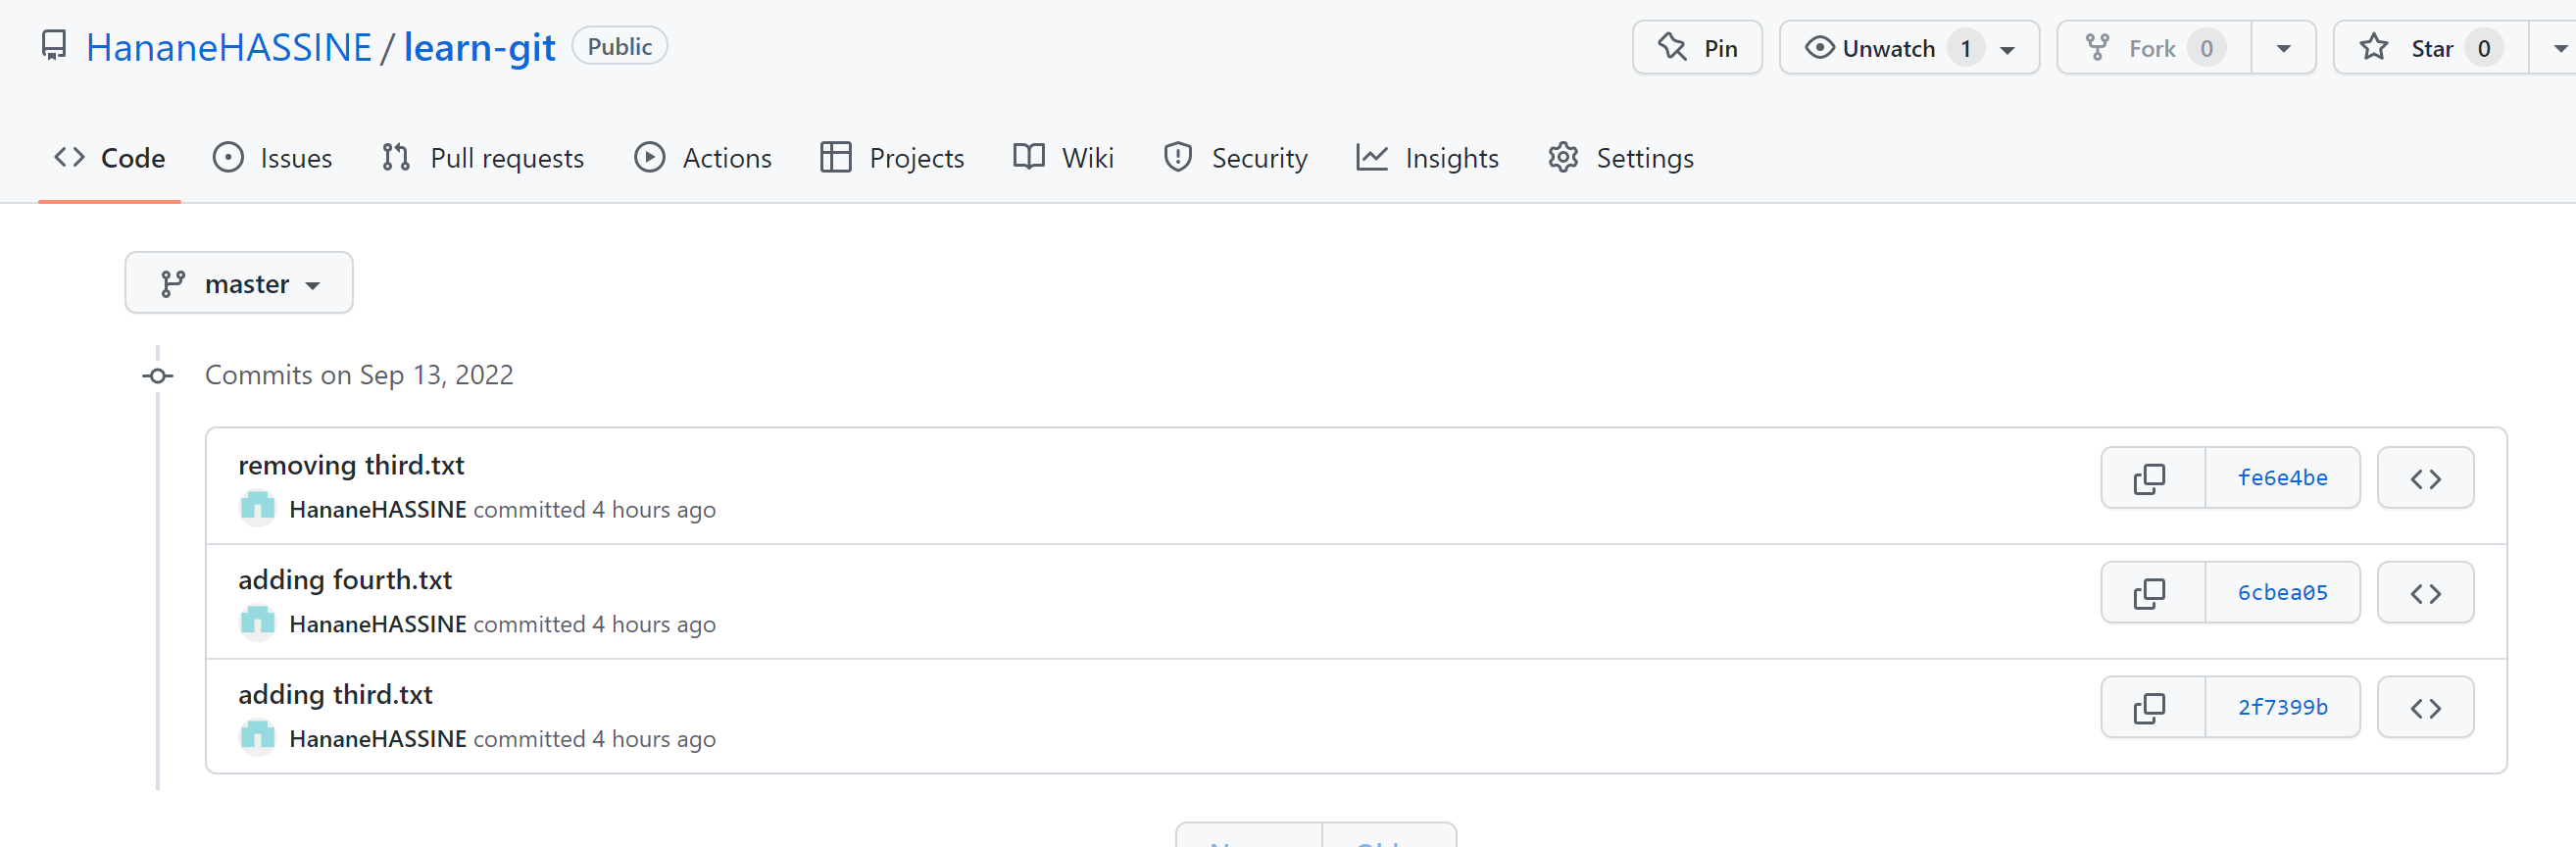 HananeHASSINE / learn-git Public Pin Unwatch 1 Fork 0 Star 0
Code Issues Pull requests Actions Projects Wiki Security Insights Settings
master
Commits on Sep 13, 2022
removing third.txt
HananeHASSINE committed 4 hours ago
fe6e4be
adding fourth.txt
HananeHASSINE committed 4 hours ago
6cbea05
adding third.txt
HananeHASSINE committed 4 hours ago
2f7399b